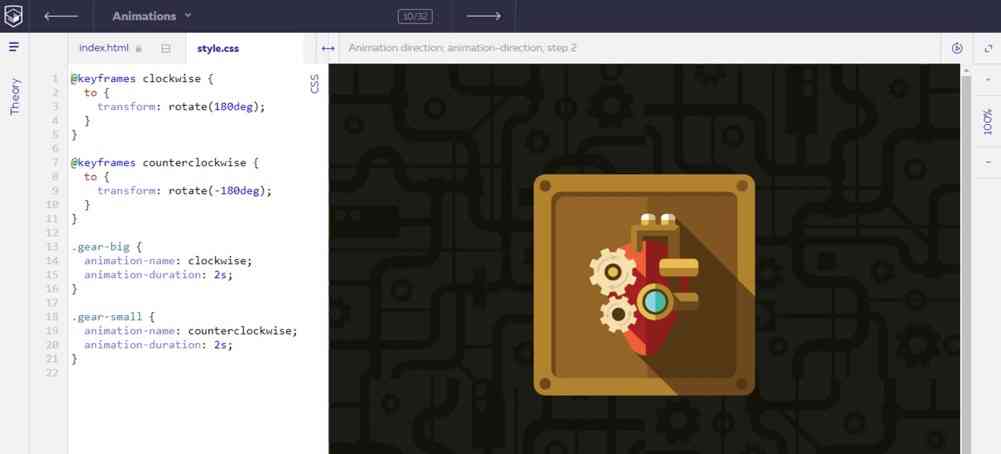 Animations
10/32
index.html
style.css
Animation direction: animation-direction, step 2
Theory
CSS
100%
1 @keyframes clockwise {
2 to {
3 transform: rotate(180deg);
4 }
5 }
6
7 @keyframes counterclockwise {
8 to {
9 transform: rotate(-180deg);
10 }
11 }
12
13 .gear-big {
14 animation-name: clockwise;
15 animation-duration: 2s;
16 }
17
18 .gear-small {
19 animation-name: counterclockwise;
20 animation-duration: 2s;
21 }
22